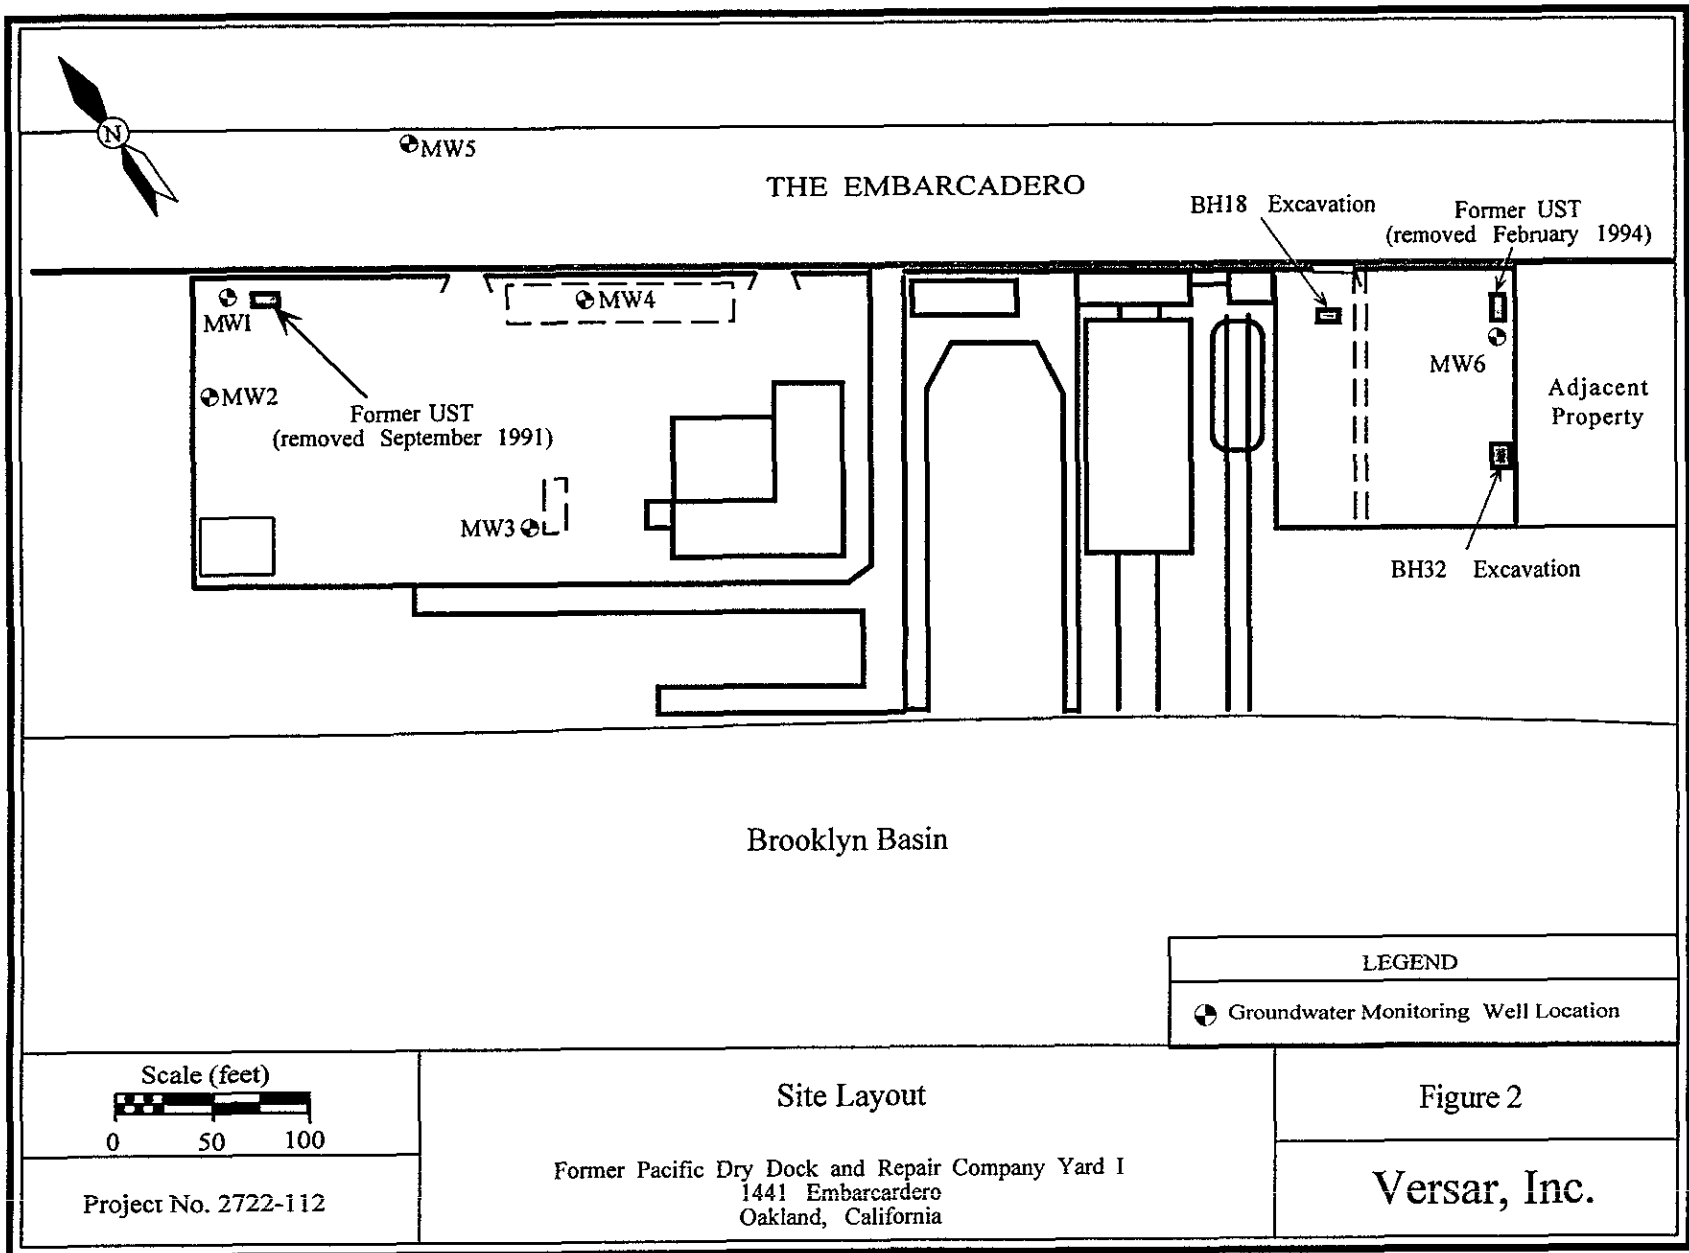 N
MW5
THE EMBARCADERO
BH18 Excavation
Former UST
(removed February 1994)
MW1
MW4
MW6
MW2
Former UST
(removed September 1991)
Adjacent
Property
MW3
BH32 Excavation
Brooklyn Basin
LEGEND
Groundwater Monitoring Well Location
Scale (feet)
0 50 100
Project No. 2722-112
Site Layout
Former Pacific Dry Dock and Repair Company Yard I
1441 Embarcardero
Oakland, California
Figure 2
Versar, Inc.